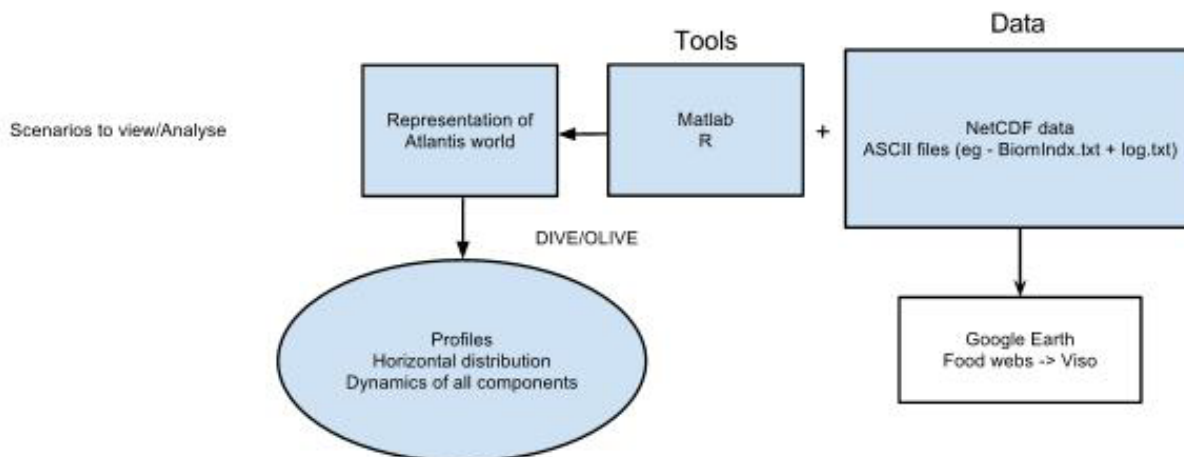 Tools
Data
Scenarios to view/Analyse
Representation of
Atlantis world
Matlab
R
+
NetCDF data
ASCII files (eg - BiomIndx.txt + log.txt)
DIVE/OLIVE
Profiles
Horizontal distribution
Dynamics of all components
Google Earth
Food webs -> Viso